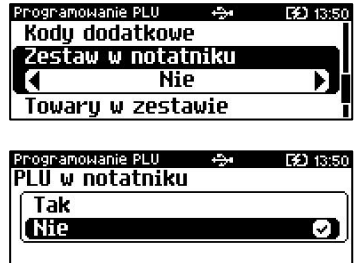 Programowanie PLU 13:50
Kody dodatkowe
Zestaw w notatniku
Nie
Towary w zestawie
Programowanie PLU 13:50
PLU w notatniku
Tak
Nie